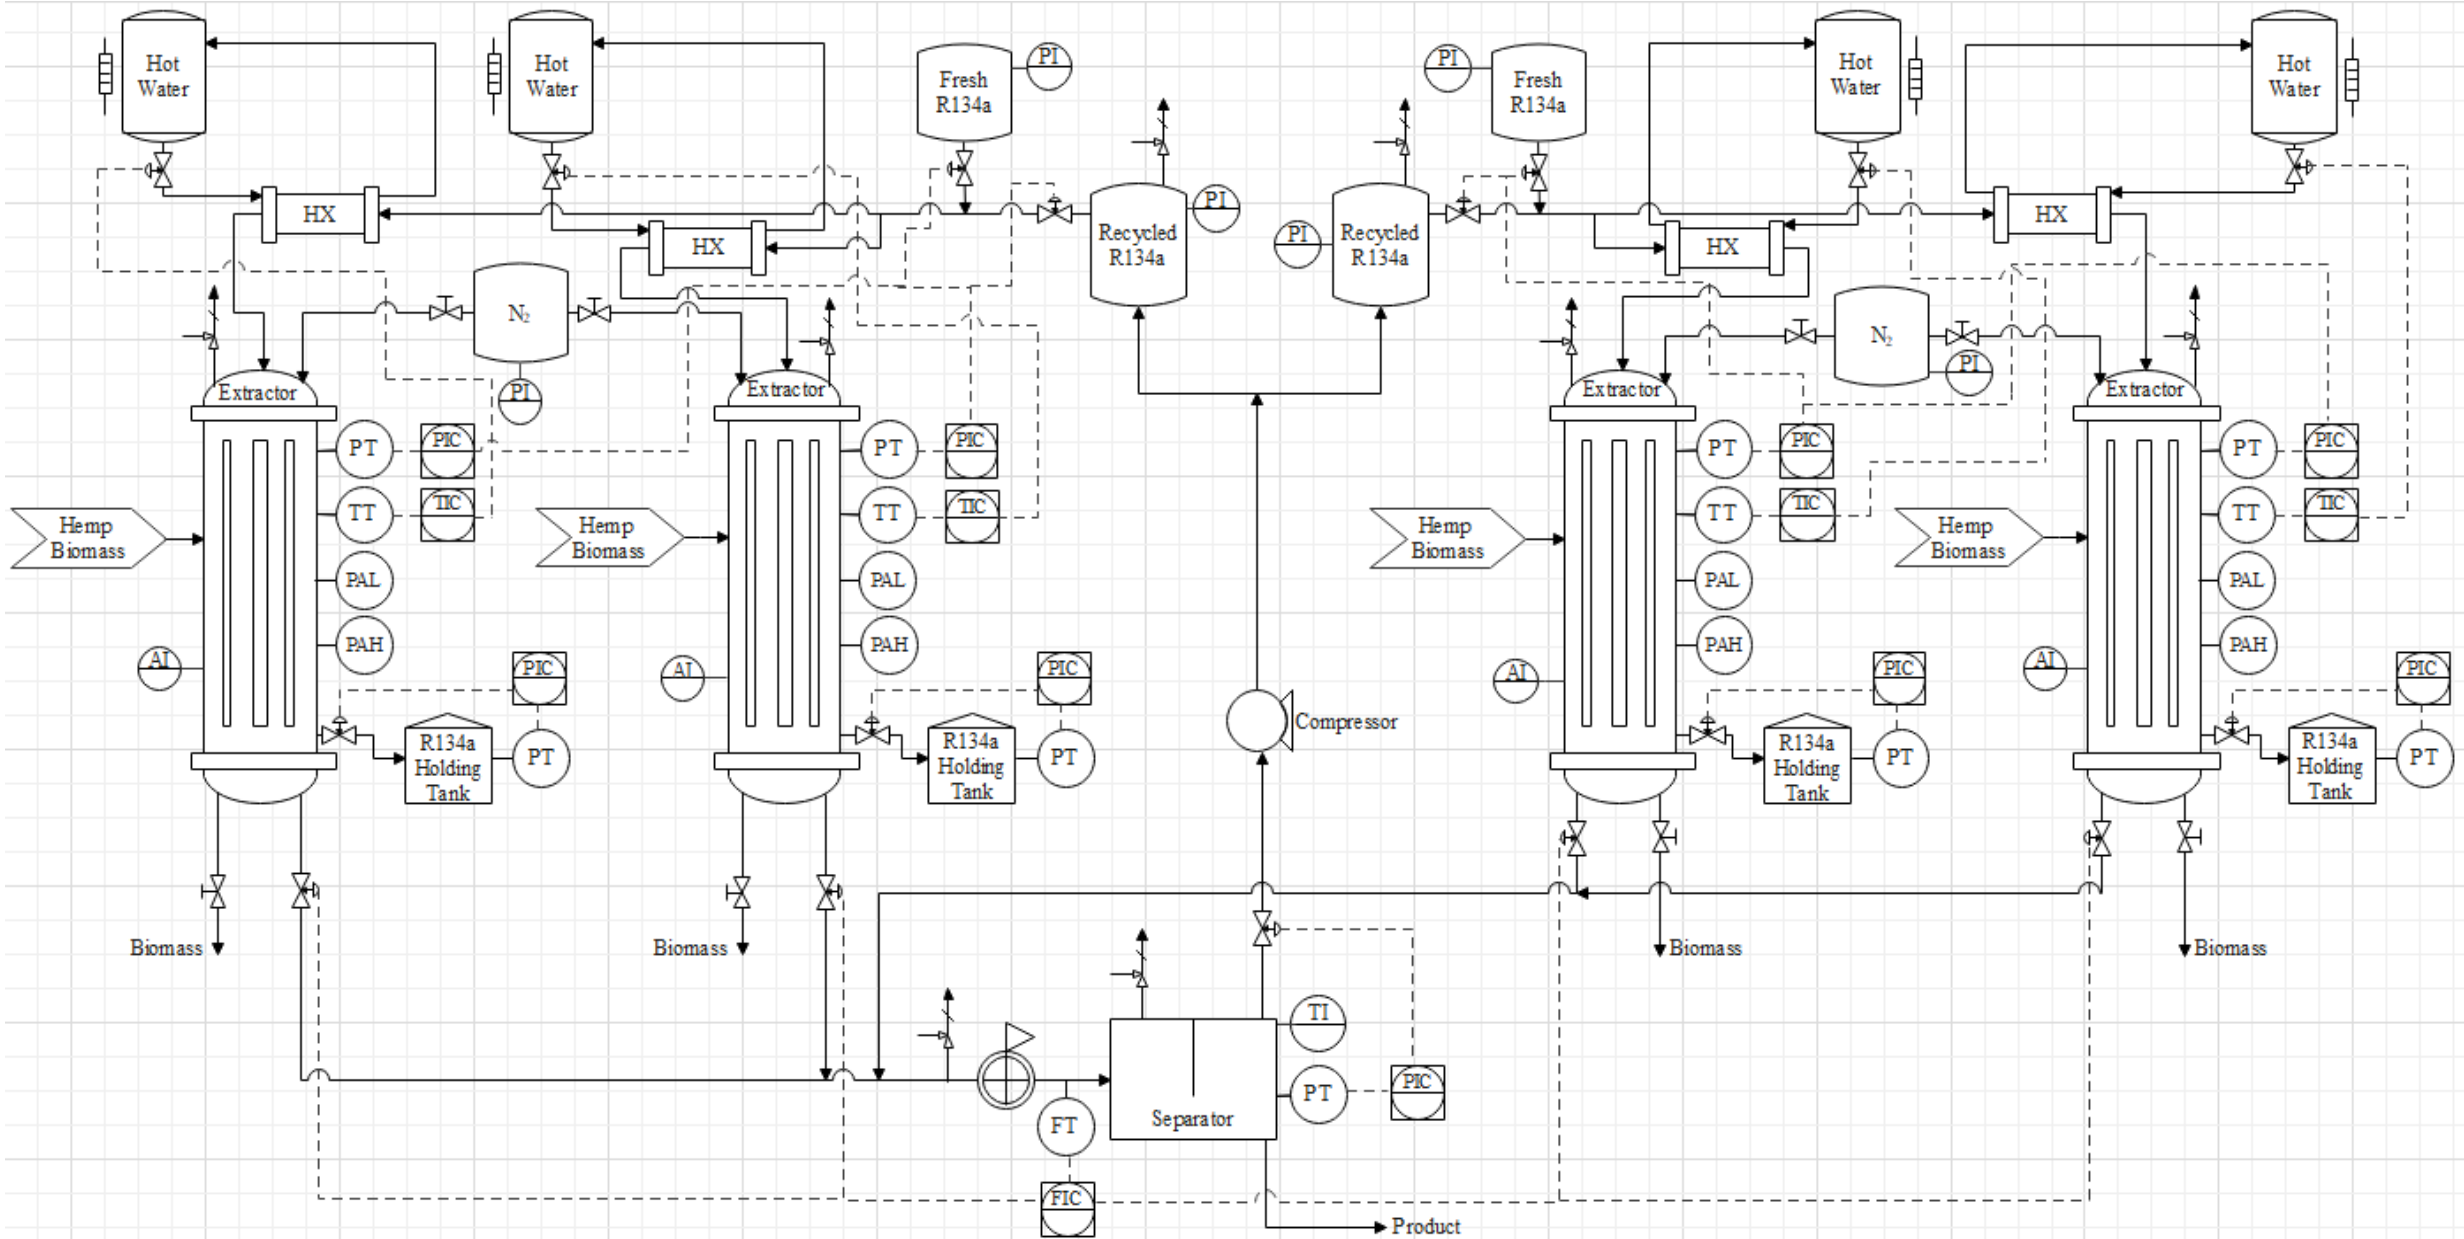 Hot
Water
Hot
Water
Fresh
R134a
PI
PI
Fresh
R134a
Hot
Water
Hot
Water
HX
HX
Recycled
R134a
PI
PI
Recycled
R134a
HX
HX
N₂
PI
N₂
PI
Extractor
Extractor
Extractor
Extractor
PT
PIC
PT
PIC
PT
PIC
PT
PIC
TT
TIC
TT
TIC
TT
TIC
TT
TIC
Hemp
Biomass
Hemp
Biomass
Hemp
Biomass
Hemp
Biomass
PAL
PAL
PAL
PAL
PAH
PAH
PAH
PAH
AI
PIC
AI
PIC
AI
PIC
AI
PIC
Compressor
R134a
Holding
Tank
PT
R134a
Holding
Tank
PT
R134a
Holding
Tank
PT
R134a
Holding
Tank
PT
Biomass
Biomass
Biomass
Biomass
TI
PT
PIC
Separator
FT
FIC
Product